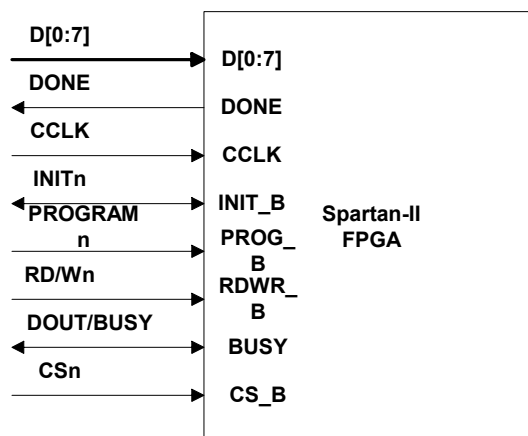 D[0:7]
D[0:7]
DONE
DONE
CCLK
CCLK
INITn
INIT_B
PROGRAM
n
PROG_
B
RD/Wn
RDWR_
B
DOUT/BUSY
BUSY
CSn
CS_B
Spartan-II
FPGA